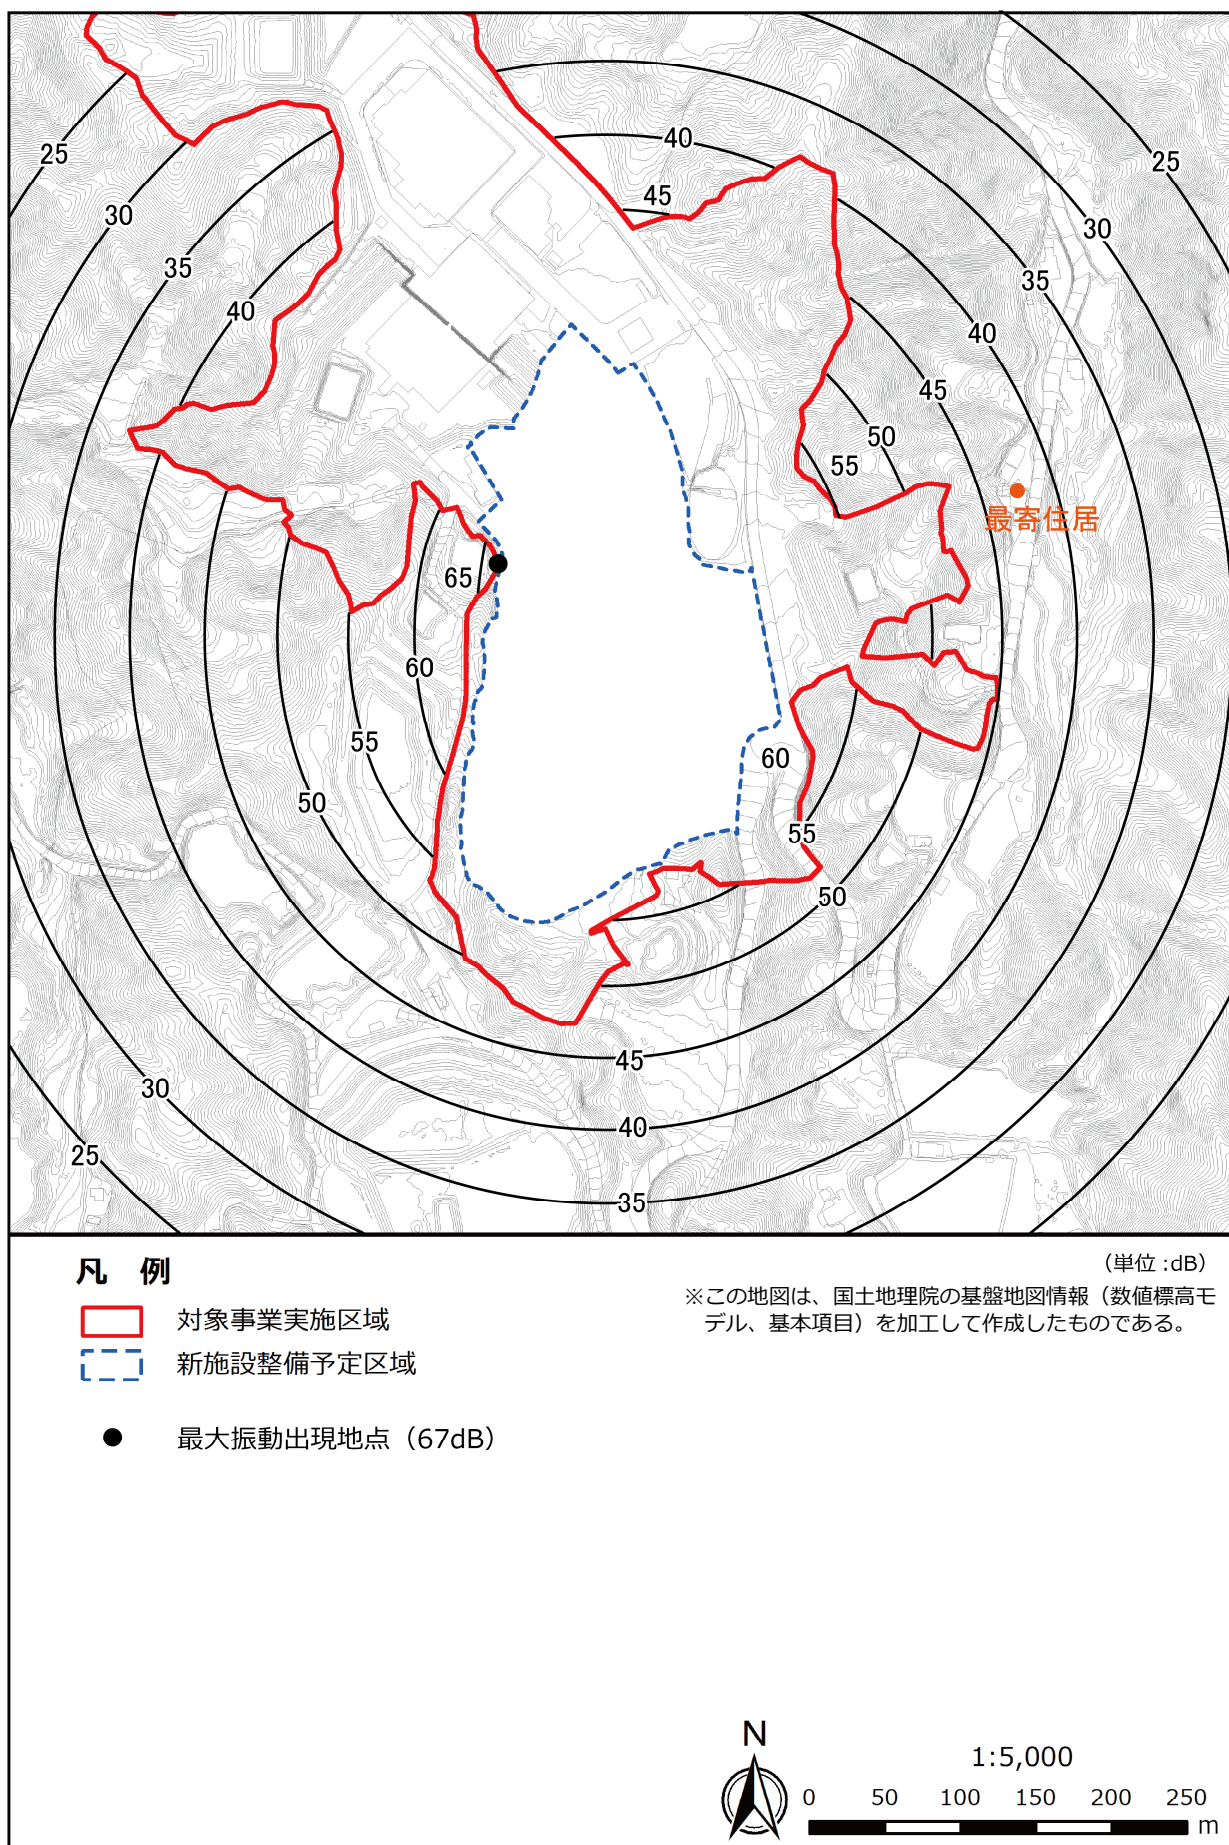 25
30
35
40
40
45
25
30
35
40
45
50
55
最寄住居
65
60
55
50
60
55
50
45
40
35
30
25
凡 例
対象事業実施区域
新施設整備予定区域
最大振動出現地点（67dB）
（単位:dB）
※この地図は、国土地理院の基盤地図情報（数値標高モ
デル、基本項目）を加工して作成したものである。
N
1:5,000
0 50 100 150 200 250
m